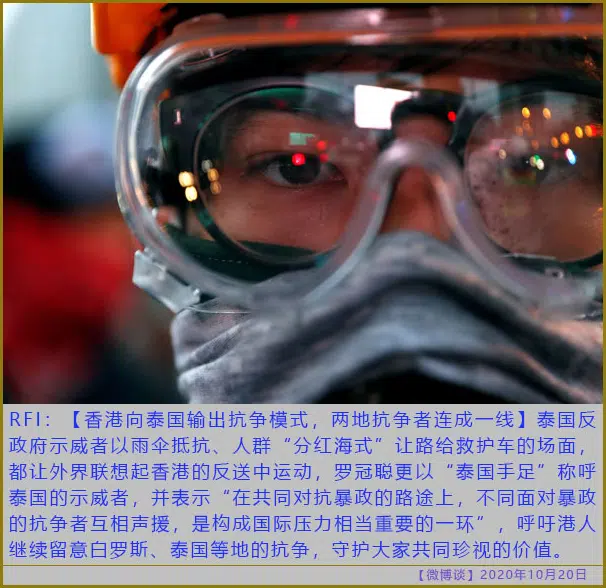 RFI：【香港向泰国输出抗争模式，两地抗争者连成一线】泰国反
政府示威者以雨伞抵抗、人群“分红海式”让路给救护车的场面，
都让外界联想起香港的反送中运动，罗冠聪更以“泰国手足”称呼
泰国的示威者，并表示“在共同对抗暴政的路途上，不同面对暴政
的抗争者互相声援，是构成国际压力相当重要的一环”，呼吁港人
继续留意白罗斯、泰国等地的抗争，守护大家共同珍视的价值。
【微博谈】2020年10月20日